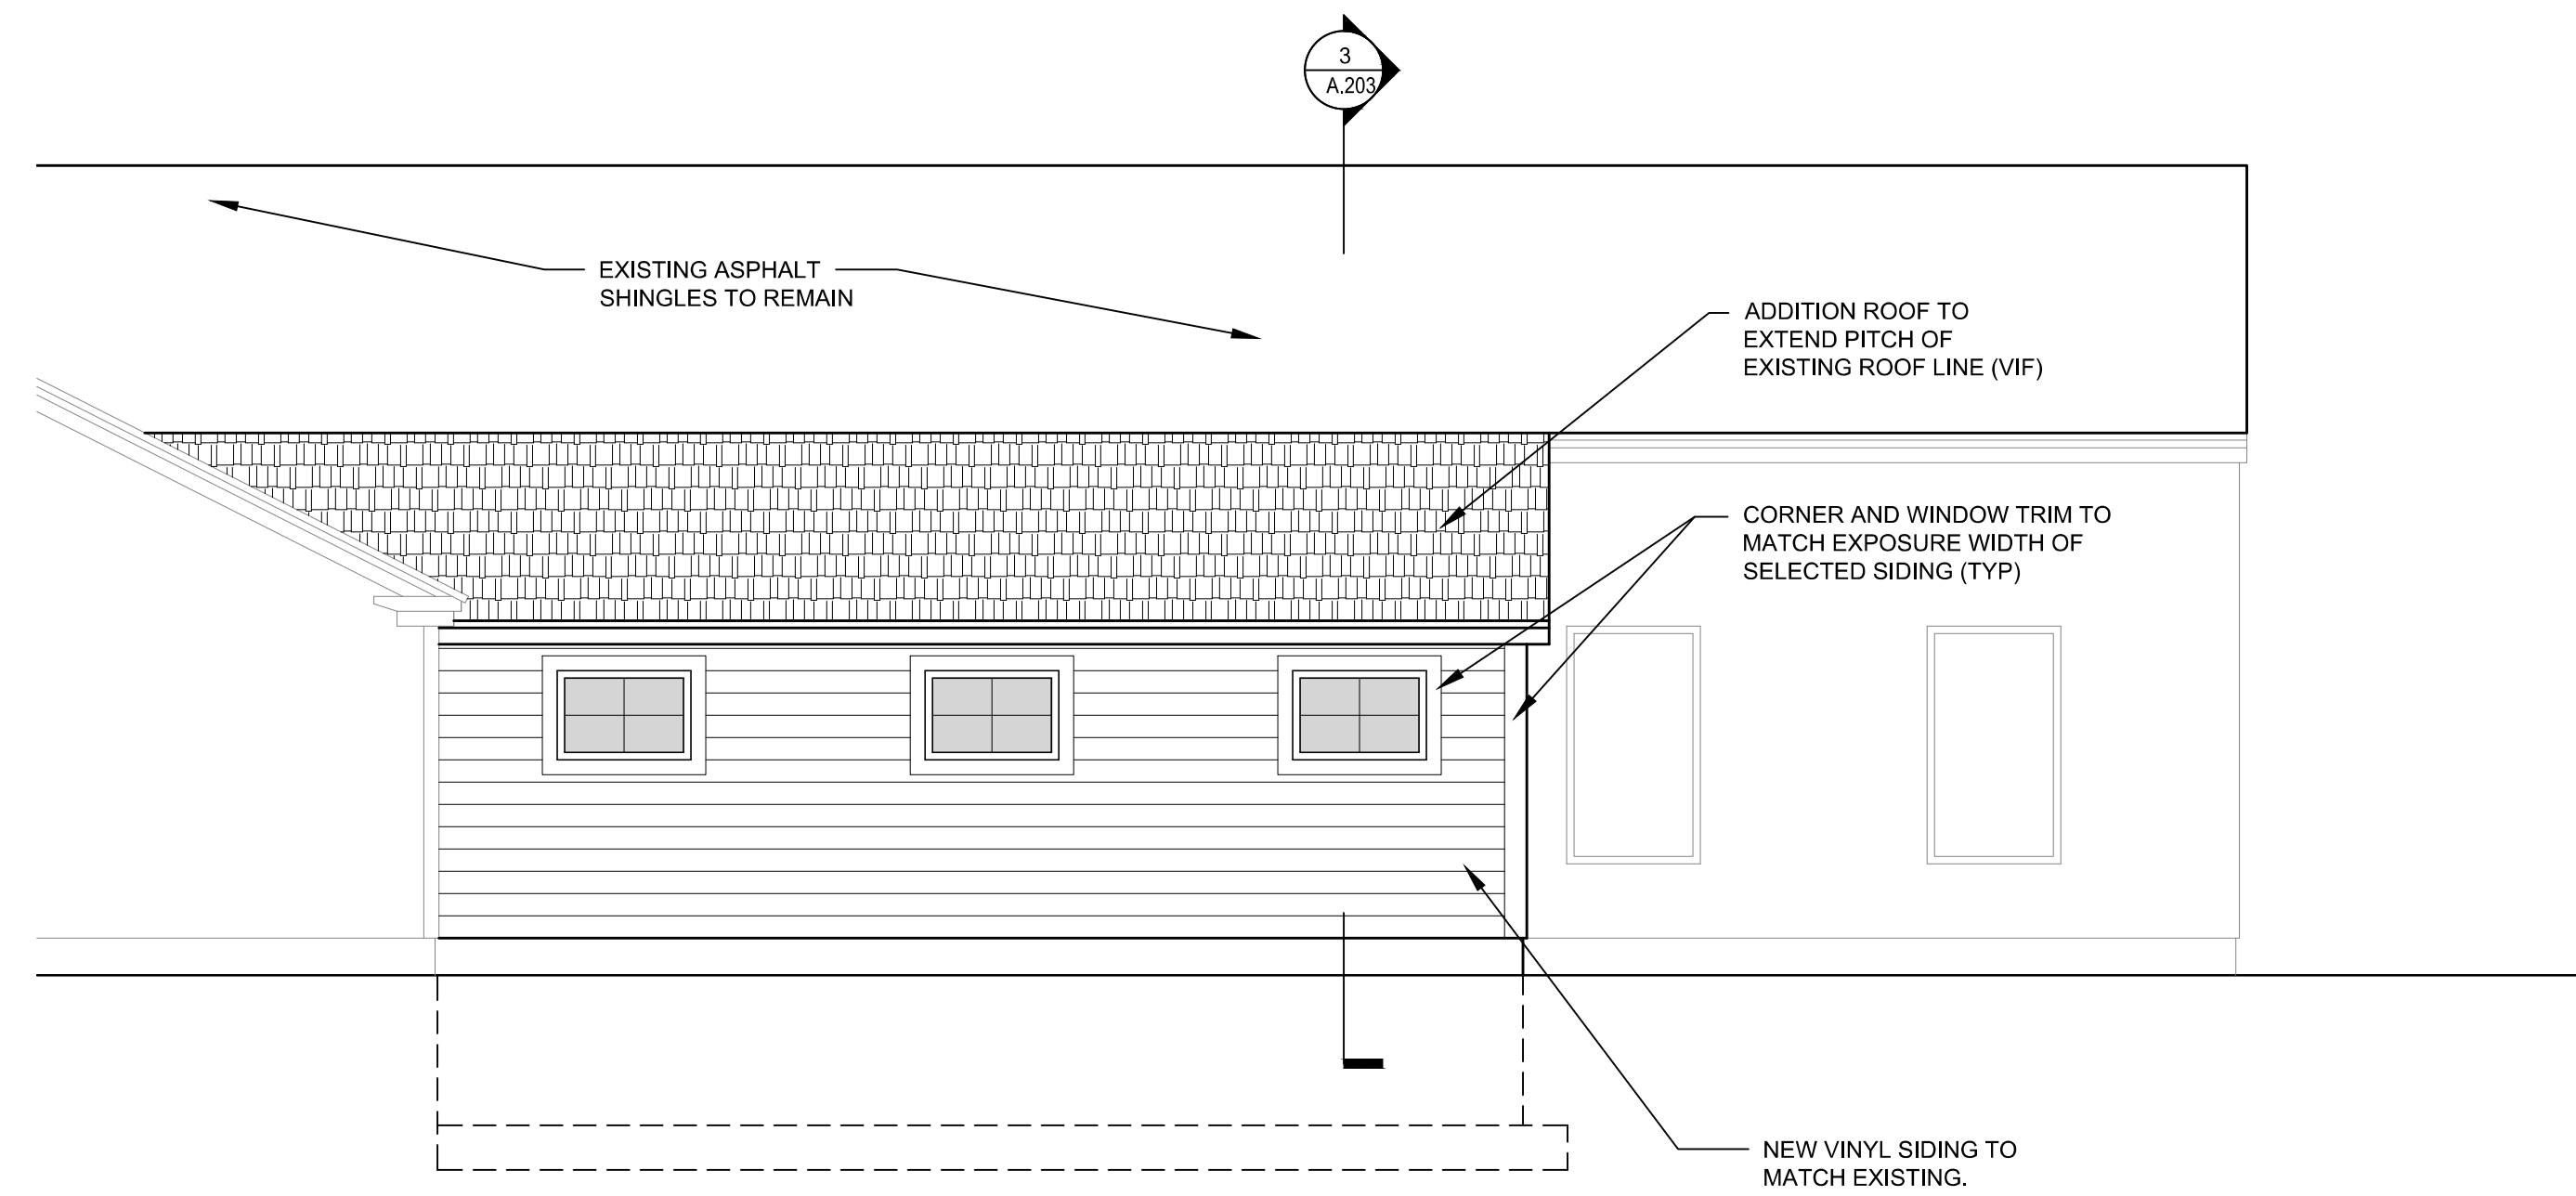 3
A.203
EXISTING ASPHALT
SHINGLES TO REMAIN
ADDITION ROOF TO
EXTEND PITCH OF
EXISTING ROOF LINE (VIF)
CORNER AND WINDOW TRIM TO
MATCH EXPOSURE WIDTH OF
SELECTED SIDING (TYP)
NEW VINYL SIDING TO
MATCH EXISTING.